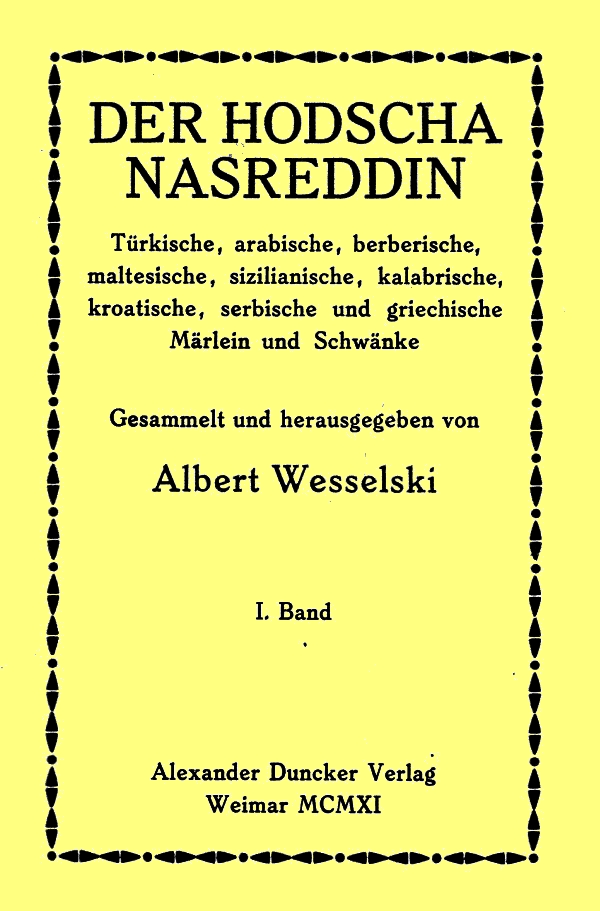 DER HODSCHA
NASREDDIN
Türkische, arabische, berberische,
maltesische, sizilianische, kalabrische,
kroatische, serbische und griechische
Märlein und Schwänke
Gesammelt und herausgegeben von
Albert Wesselski
I. Band
Alexander Duncker Verlag
Weimar MCMXI